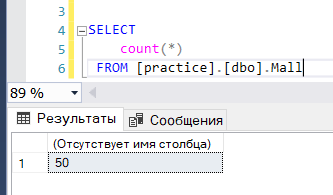 3
4 SELECT
5 count(*)
6 FROM [practice].[dbo].Mall
89 %
Результаты Сообщения
(Отсутствует имя столбца)
1 50